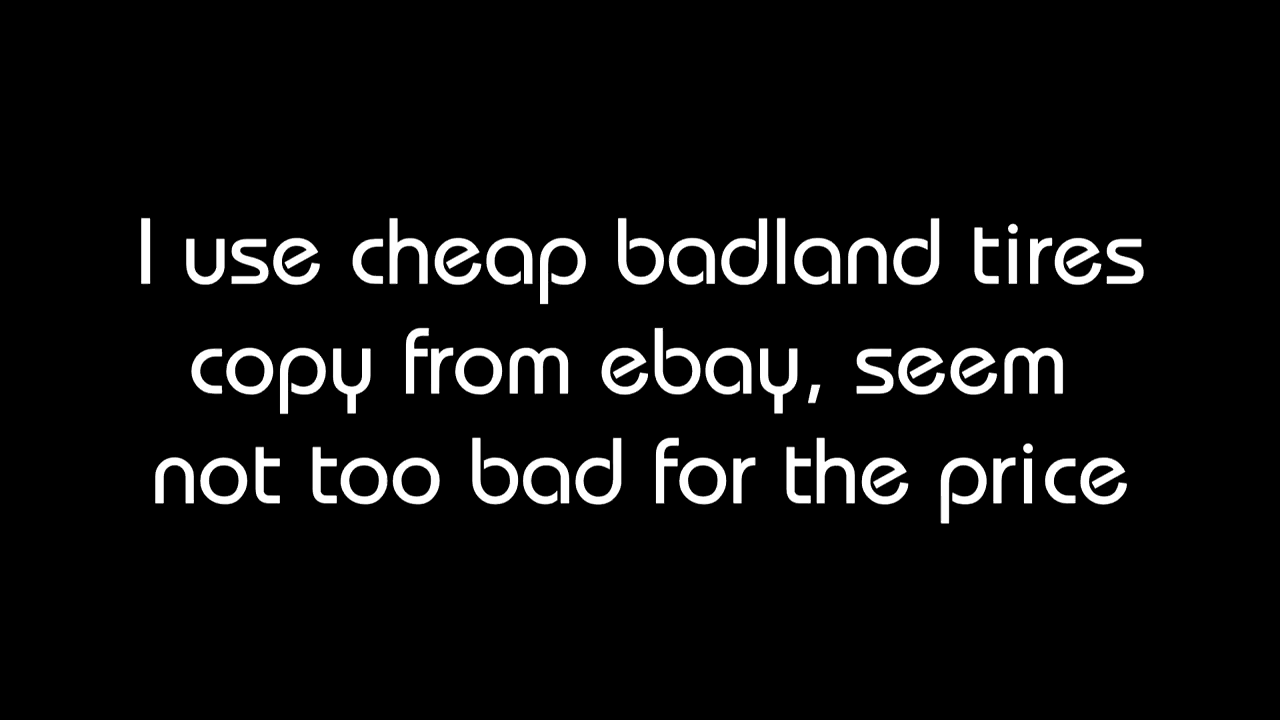 I use cheap badland tires
copy from ebay, seem
not too bad for the price